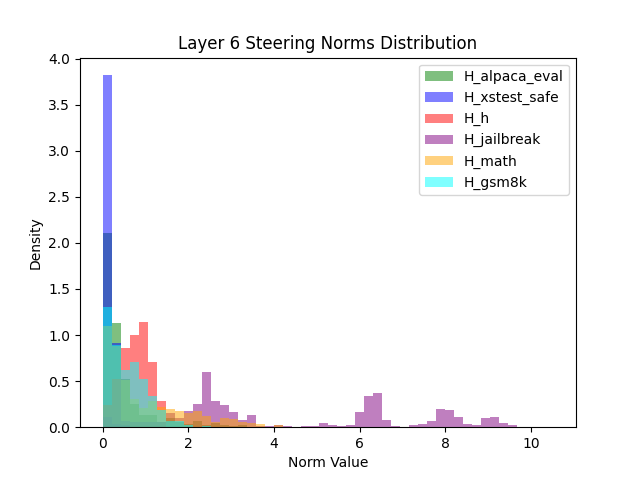 Layer 6 Steering Norms Distribution
4.0
3.5
3.0
2.5
2.0
1.5
1.0
0.5
0.0
Density
H_alpaca_eval
H_xstest_safe
H_h
H_jailbreak
H_math
H_gsm8k
0 2 4 6 8 10
Norm Value